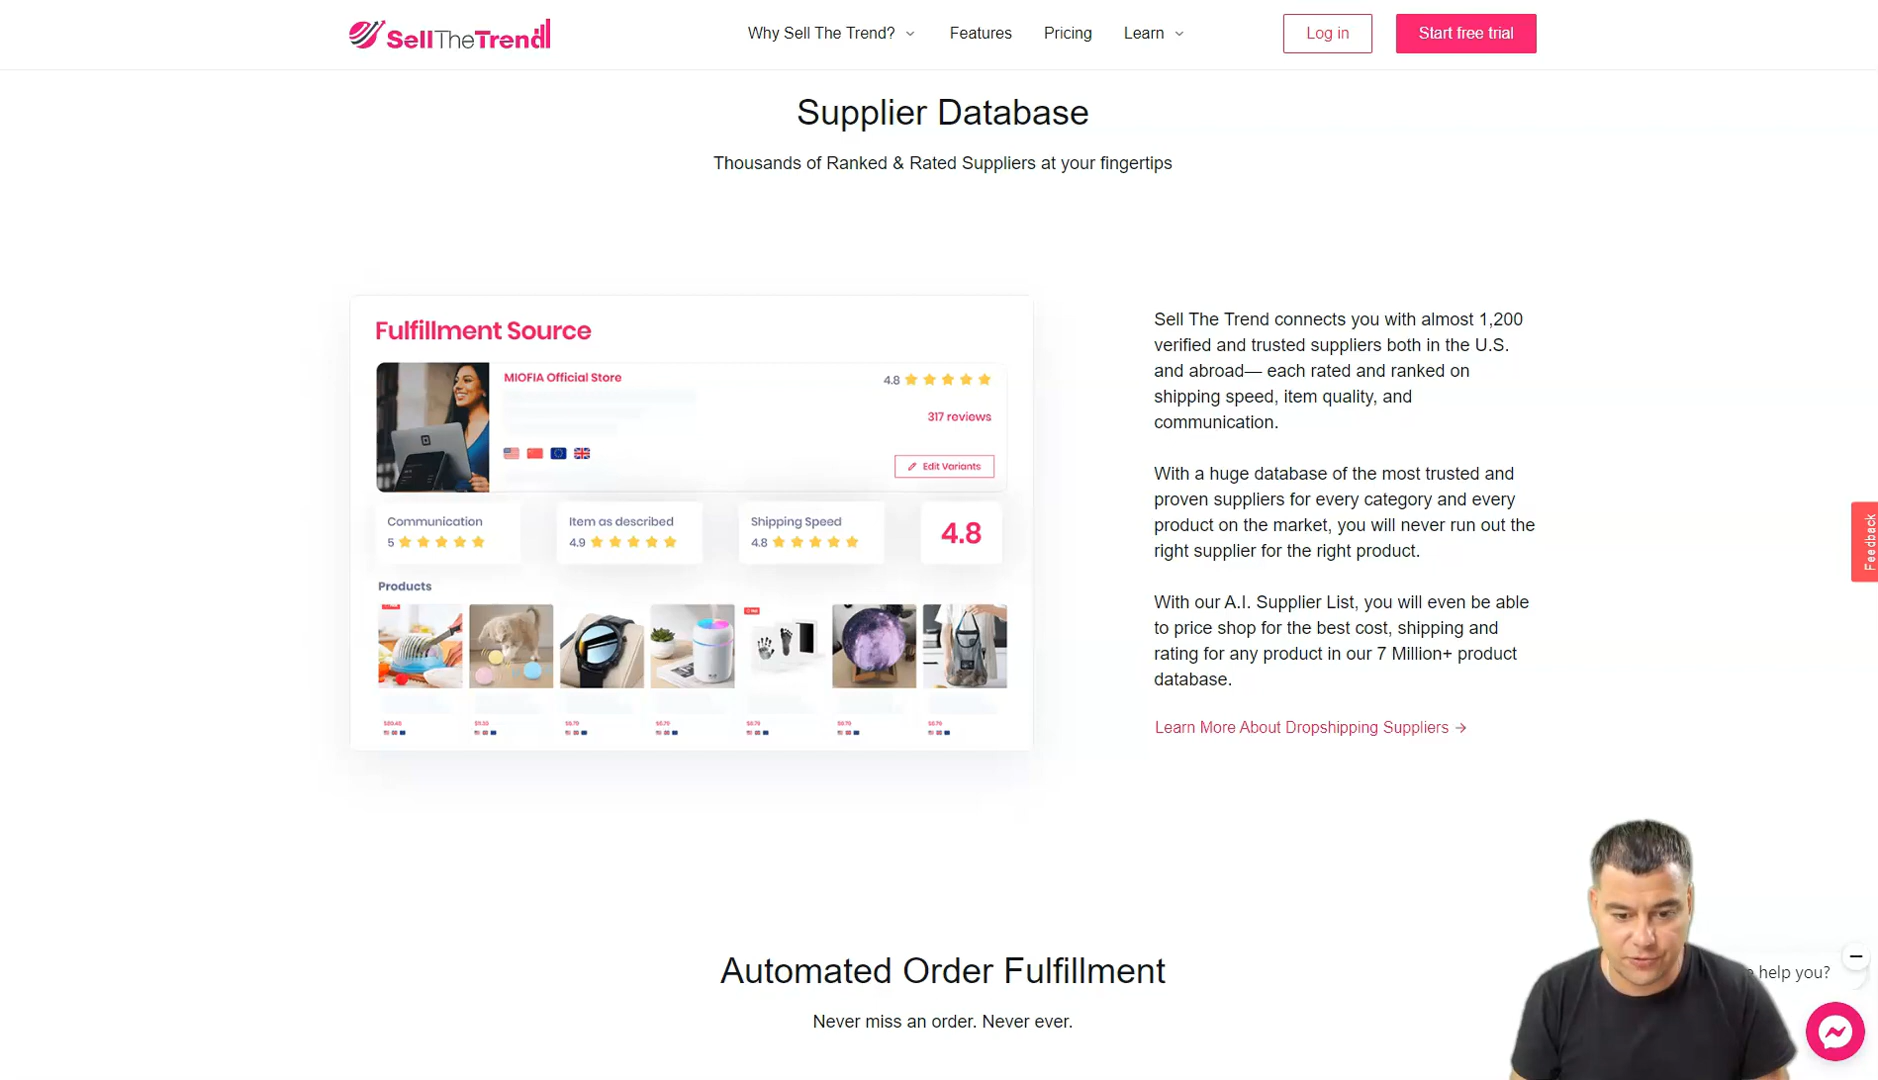 SellTheTrend
Why Sell The Trend?
Features
Pricing
Learn
Log in
Start free trial
Supplier Database
Thousands of Ranked & Rated Suppliers at your fingertips
Fulfillment Source
MIOFIA Official Store
4.8
317 reviews
Edit Variants
Communication
5
Item as described
4.9
Shipping Speed
4.8
4.8
Products
Sell The Trend connects you with almost 1,200
verified and trusted suppliers both in the U.S.
and abroad— each rated and ranked on
shipping speed, item quality, and
communication.
With a huge database of the most trusted and
proven suppliers for every category and every
product on the market, you will never run out the
right supplier for the right product.
With our A.I. Supplier List, you will even be able
to price shop for the best cost, shipping and
rating for any product in our 7 Million+ product
database.
Learn More About Dropshipping Suppliers →
Feedback
Automated Order Fulfillment
Never miss an order. Never ever.
help you?